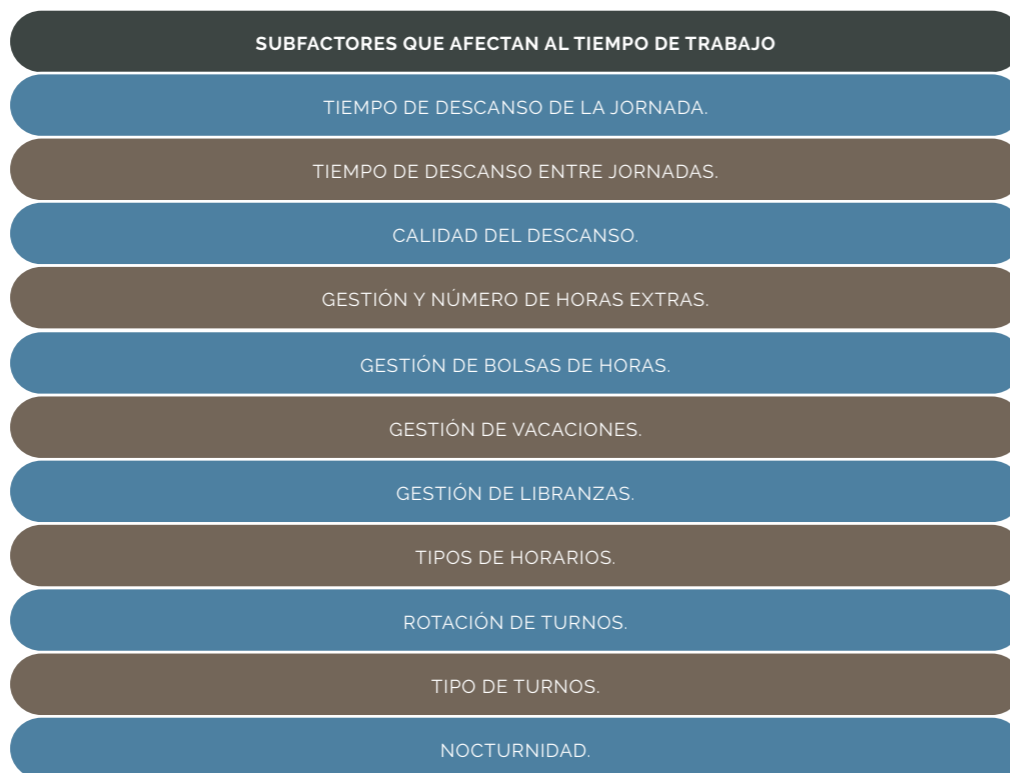 SUBFACTORES QUE AFECTAN AL TIEMPO DE TRABAJO
TIEMPO DE DESCANSO DE LA JORNADA.
TIEMPO DE DESCANSO ENTRE JORNADAS.
CALIDAD DEL DESCANSO.
GESTIÓN Y NÚMERO DE HORAS EXTRAS.
GESTIÓN DE BOLSAS DE HORAS.
GESTIÓN DE VACACIONES.
GESTIÓN DE LIBRANZAS.
TIPOS DE HORARIOS.
ROTACIÓN DE TURNOS.
TIPO DE TURNOS.
NOCTURNIDAD.